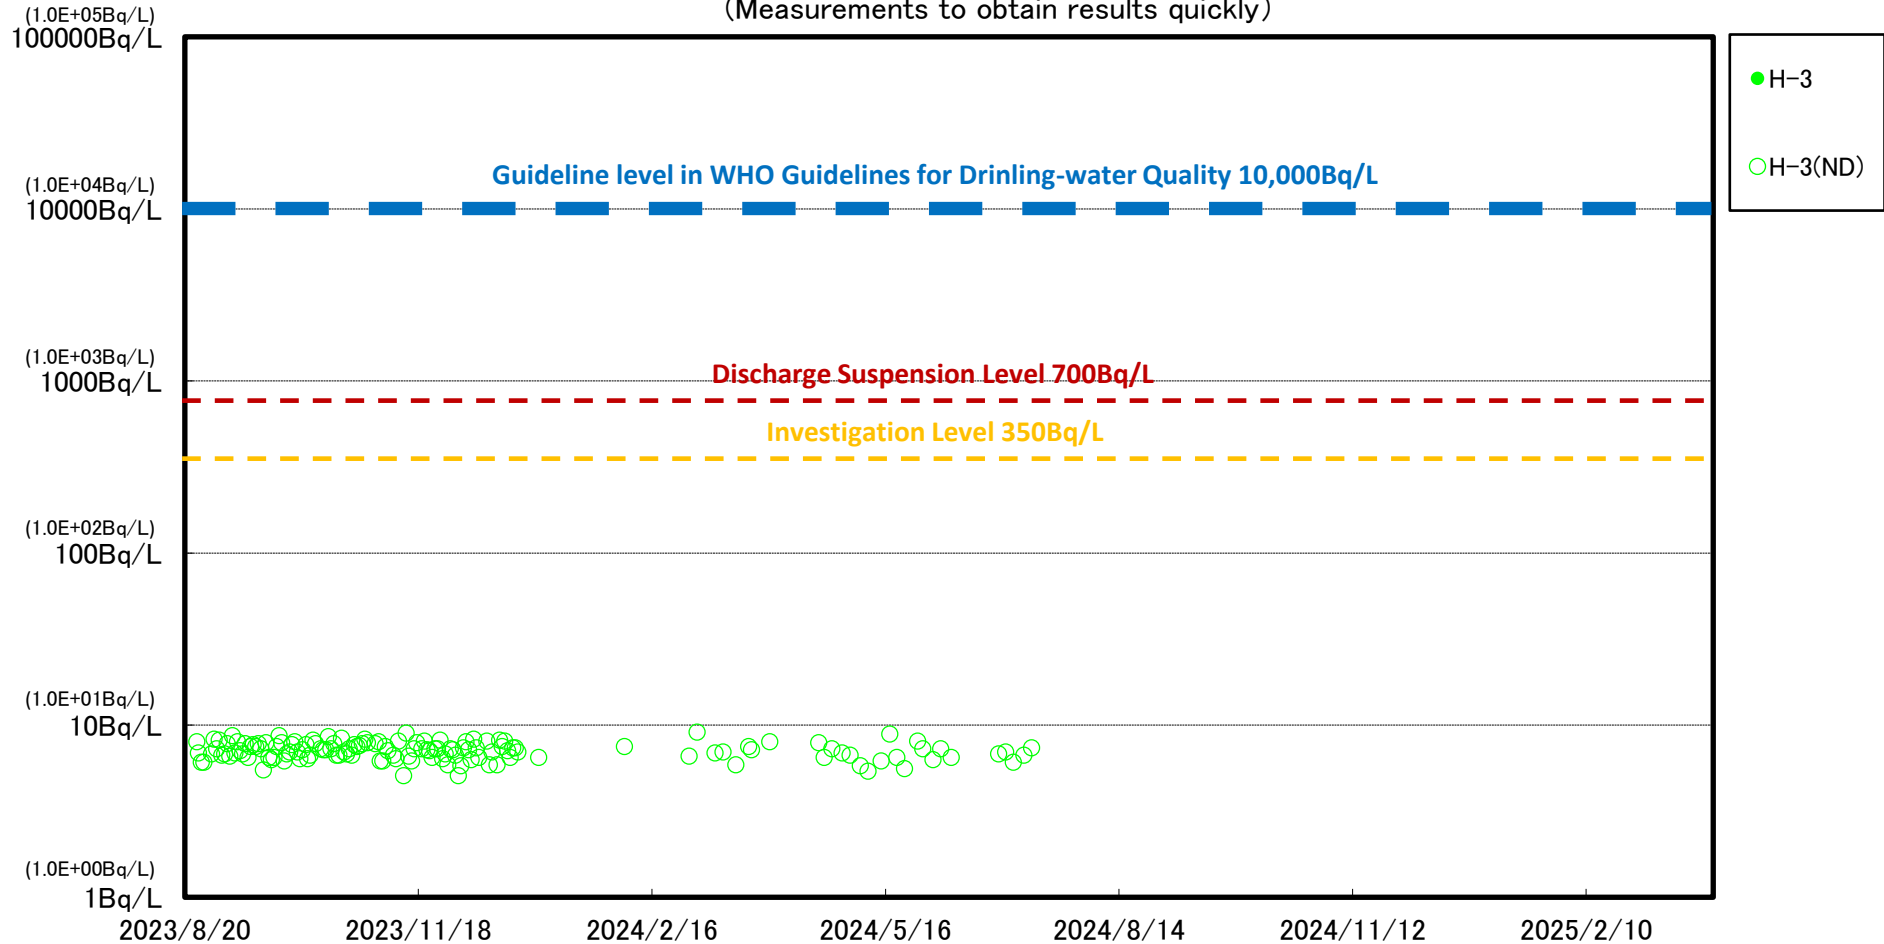 (Measurements to obtain results quickly)
(1.0E+05Bq/L)
100000Bq/L
H-3
H-3(ND)
Guideline level in WHO Guidelines for Drinling-water Quality 10,000Bq/L
(1.0E+04Bq/L)
10000Bq/L
(1.0E+03Bq/L)
1000Bq/L
Discharge Suspension Level 700Bq/L
Investigation Level 350Bq/L
(1.0E+02Bq/L)
100Bq/L
(1.0E+01Bq/L)
10Bq/L
(1.0E+00Bq/L)
1Bq/L
2023/8/20 2023/11/18 2024/2/16 2024/5/16 2024/8/14 2024/11/12 2025/2/10